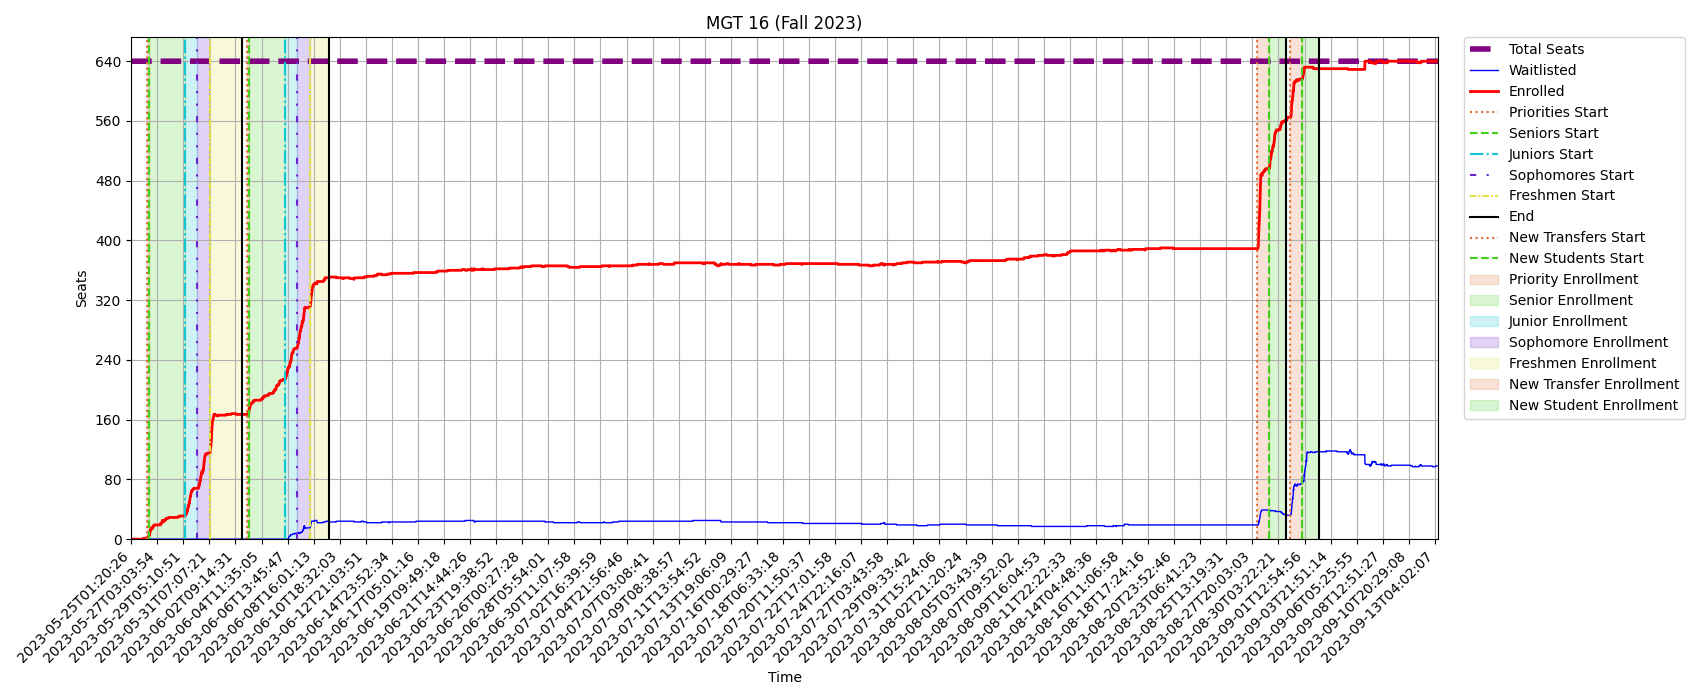 MGT 16 (Fall 2023)
Seats
640
560
480
400
320
240
160
80
0
2023-05-25T01:20:26
2023-05-27T03:03:54
2023-05-29T05:10:51
2023-05-31T07:07:21
2023-06-02T09:14:31
2023-06-04T11:35:05
2023-06-06T13:45:47
2023-06-08T16:01:13
2023-06-10T18:32:03
2023-06-12T21:03:51
2023-06-14T23:52:34
2023-06-17T05:01:16
2023-06-19T09:49:18
2023-06-21T14:44:26
2023-06-23T19:38:52
2023-06-26T00:27:28
2023-06-28T05:54:01
2023-06-30T11:07:58
2023-07-02T16:39:59
2023-07-04T21:56:46
2023-07-07T03:08:41
2023-07-09T08:38:57
2023-07-11T13:54:52
2023-07-13T19:06:09
2023-07-16T00:29:27
2023-07-18T06:33:18
2023-07-20T11:50:37
2023-07-22T17:01:58
2023-07-24T22:16:07
2023-07-27T03:43:58
2023-07-29T09:33:42
2023-07-31T15:24:06
2023-08-02T21:20:24
2023-08-05T03:43:39
2023-08-07T09:52:02
2023-08-09T16:04:53
2023-08-11T22:22:33
2023-08-14T04:48:36
2023-08-16T11:06:58
2023-08-18T17:24:16
2023-08-20T23:52:46
2023-08-23T06:41:23
2023-08-25T13:19:31
2023-08-27T20:03:03
2023-08-30T03:22:21
2023-09-01T12:54:56
2023-09-03T21:51:14
2023-09-06T05:25:55
2023-09-08T12:51:27
2023-09-10T20:29:08
2023-09-13T04:02:07
Time
Total Seats
Waitlisted
Enrolled
Priorities Start
Seniors Start
Juniors Start
Sophomores Start
Freshmen Start
End
New Transfers Start
New Students Start
Priority Enrollment
Senior Enrollment
Junior Enrollment
Sophomore Enrollment
Freshmen Enrollment
New Transfer Enrollment
New Student Enrollment